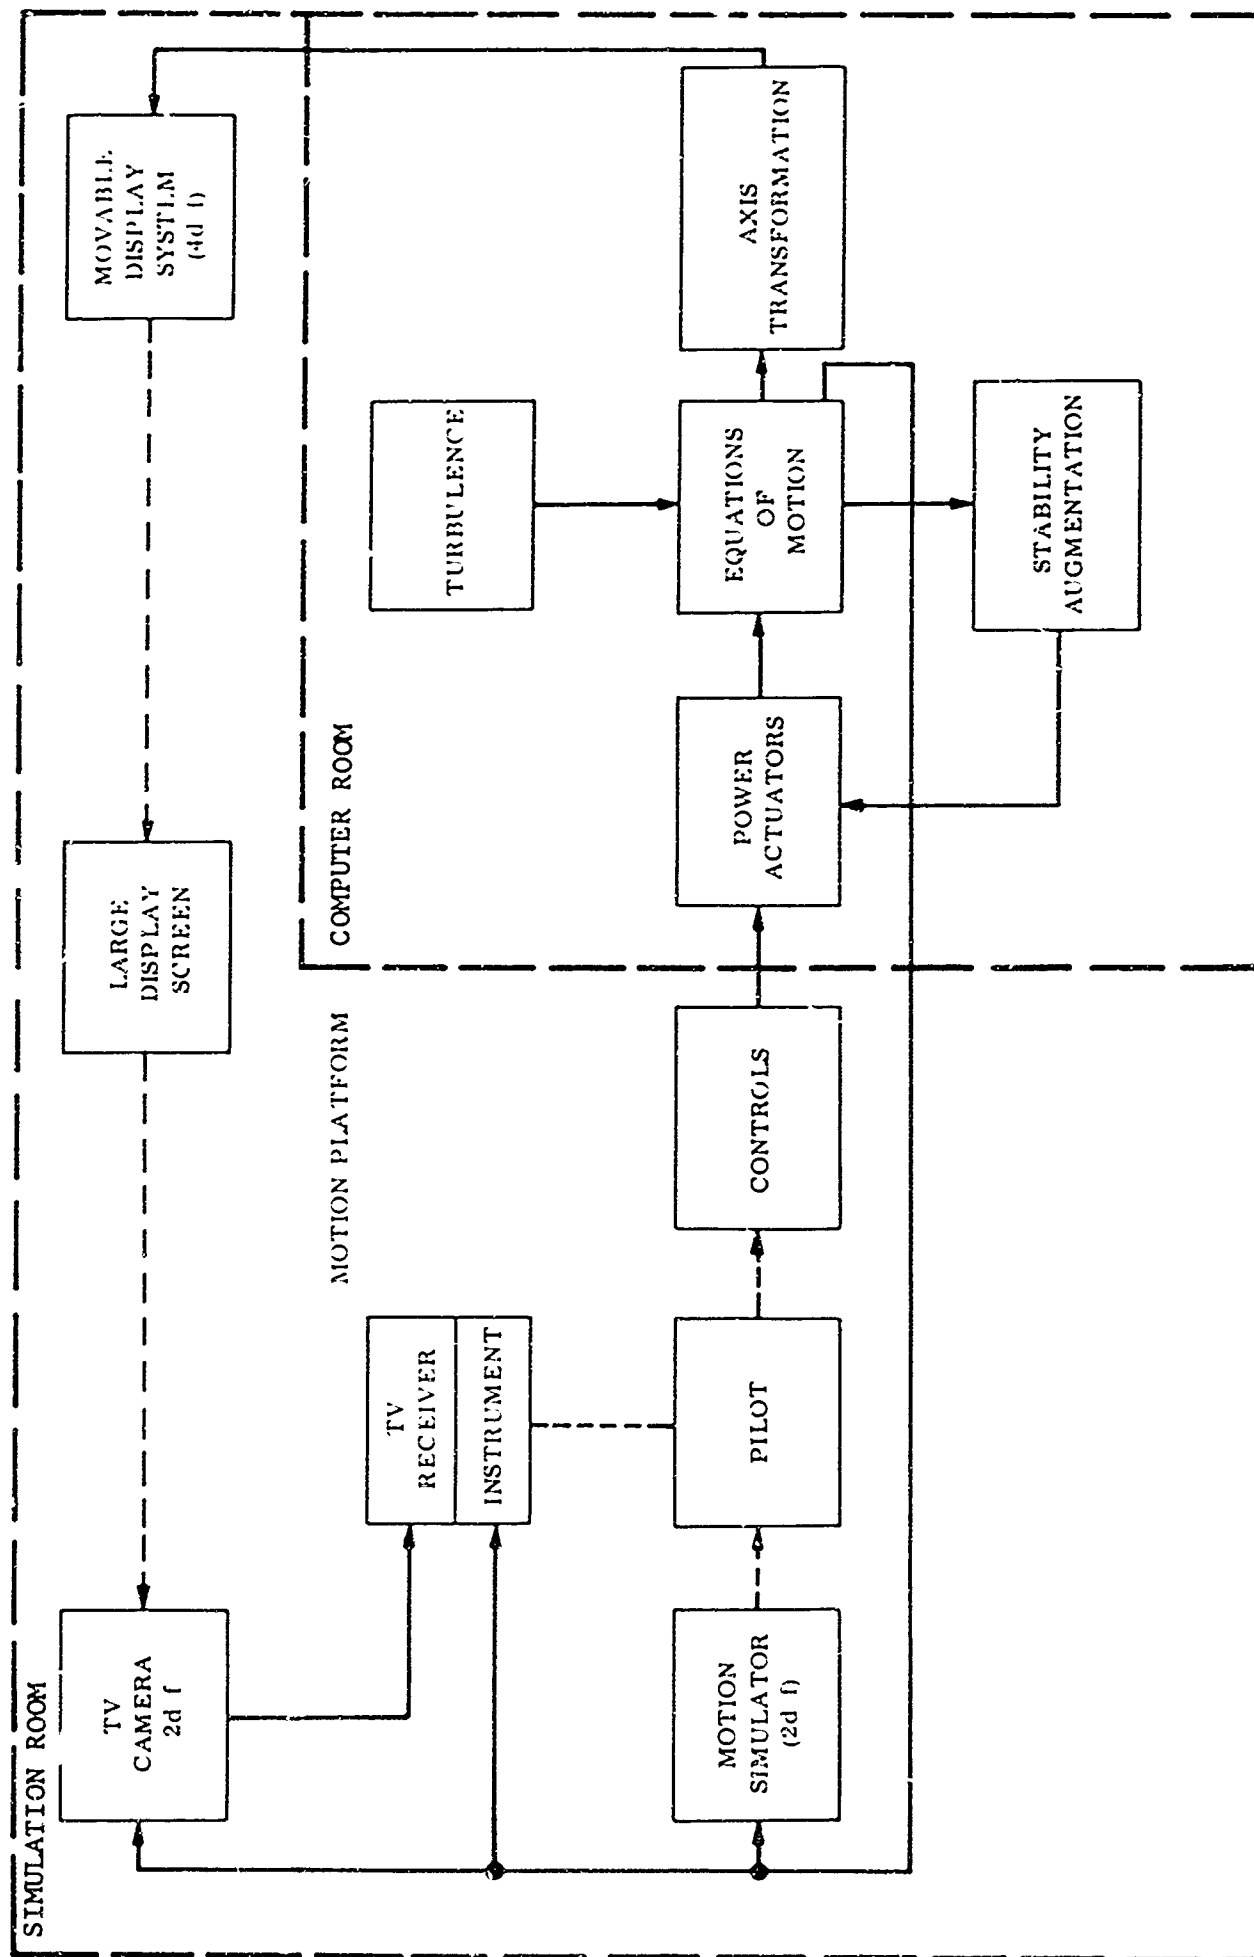 SIMULATION ROOM
TV
CAMERA
2d f
LARGE
DISPLAY
SCREEN
MOVABLE
DISPLAY
SYSTEM
(4d f)
MOTION PLATFORM
COMPUTER ROOM
TV
RECEIVER
INSTRUMENT
TURBULENCE
MOTION
SIMULATOR
(2d f)
PILOT
CONTROLS
POWER
ACTUATORS
EQUATIONS
OF
MOTION
AXIS
TRANSFORMATION
STABILITY
AUGMENTATION